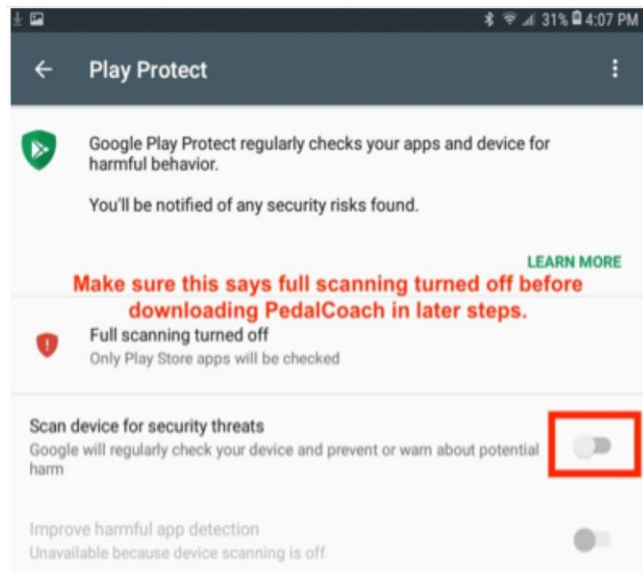 31% 4:07 PM
Play Protect
Google Play Protect regularly checks your apps and device for
harmful behavior.
You'll be notified of any security risks found.
LEARN MORE
Make sure this says full scanning turned off before
downloading PedalCoach in later steps.
Full scanning turned off
Only Play Store apps will be checked
Scan device for security threats
Google will regularly check your device and prevent or warn about potential
harm
Improve harmful app detection
Unavailable because device scanning is off